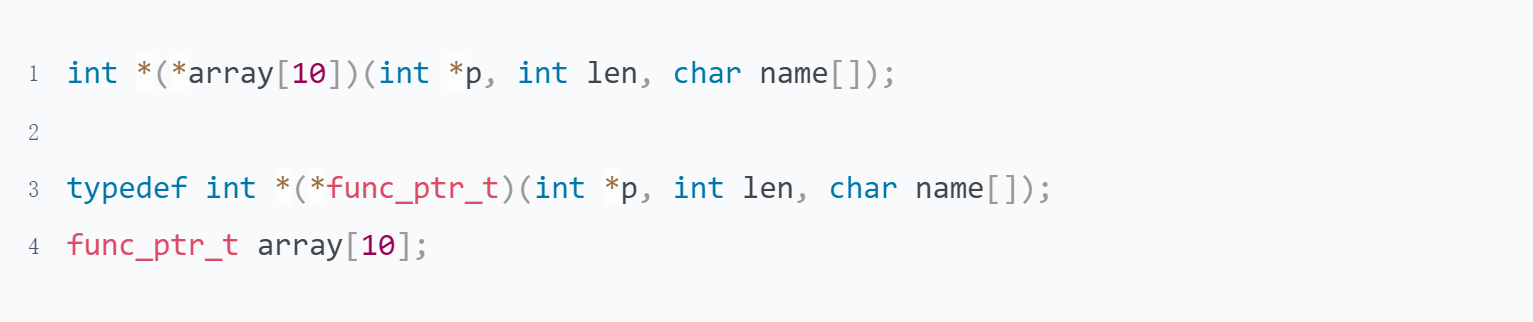 1 int *(*array[10])(int *p, int len, char name[]);
2
3 typedef int *(*func_ptr_t)(int *p, int len, char name[]);
4 func_ptr_t array[10];